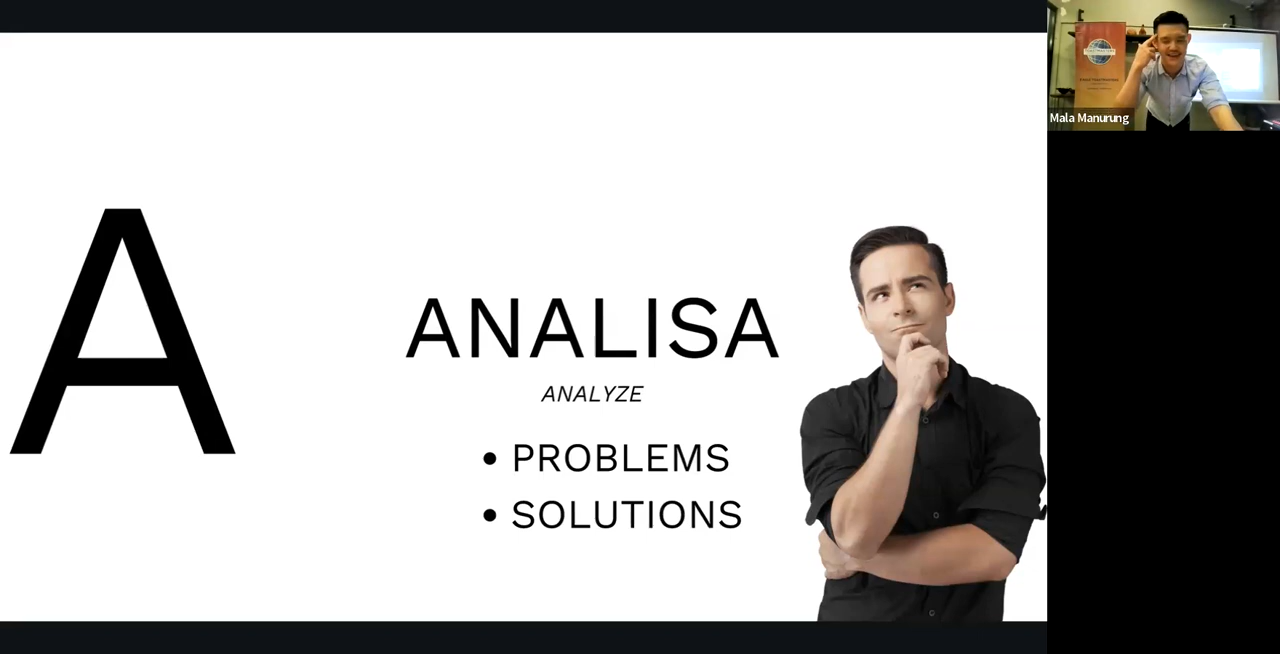 A
ANALISA
ANALYZE
• PROBLEMS
• SOLUTIONS
Mala Manurung